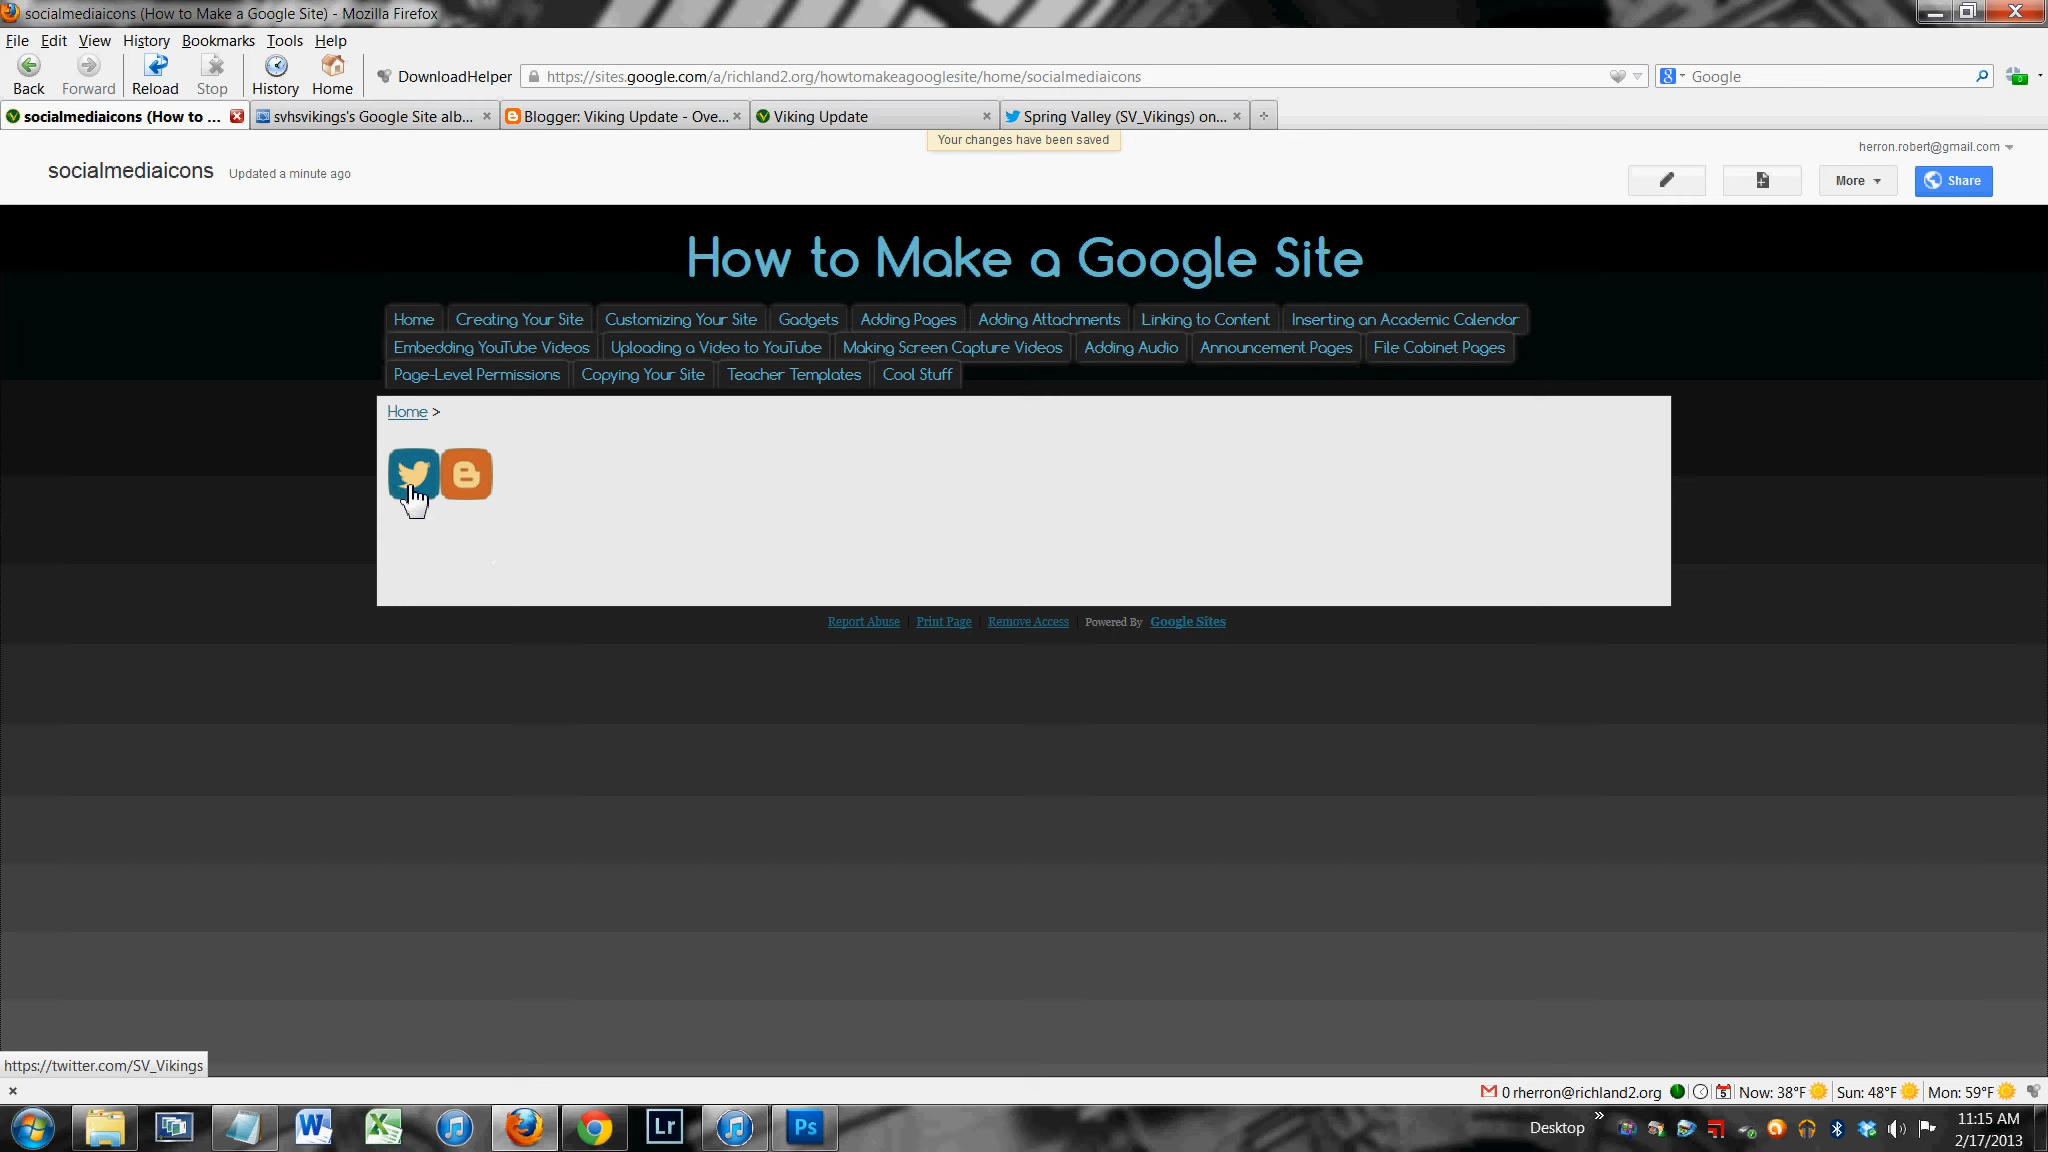 socialmediaicons (How to Make a Google Site) - Mozilla Firefox
File Edit View History Bookmarks Tools Help
Back Forward Reload Stop History Home DownloadHelper https://sites.google.com/a/richland2.org/howtomakeagooglesite/home/socialmediaicons Google
socialmediaicons (How to ... svhsvikings's Google Site alb... Blogger: Viking Update - Ove... Viking Update Spring Valley (SV_Vikings) on...
Your changes have been saved
herron.robert@gmail.com
socialmediaicons Updated a minute ago
More Share
How to Make a Google Site
Home Creating Your Site Customizing Your Site Gadgets Adding Pages Adding Attachments Linking to Content Inserting an Academic Calendar
Embedding YouTube Videos Uploading a Video to YouTube Making Screen Capture Videos Adding Audio Announcement Pages File Cabinet Pages
Page-Level Permissions Copying Your Site Teacher Templates Cool Stuff
Home >
Report Abuse | Print Page | Remove Access | Powered By Google Sites
https://twitter.com/SV_Vikings
0 rherron@richland2.org 5 Now: 38°F Sun: 48°F Mon: 59°F
Lr Ps Desktop » 11:15 AM
2/17/2013